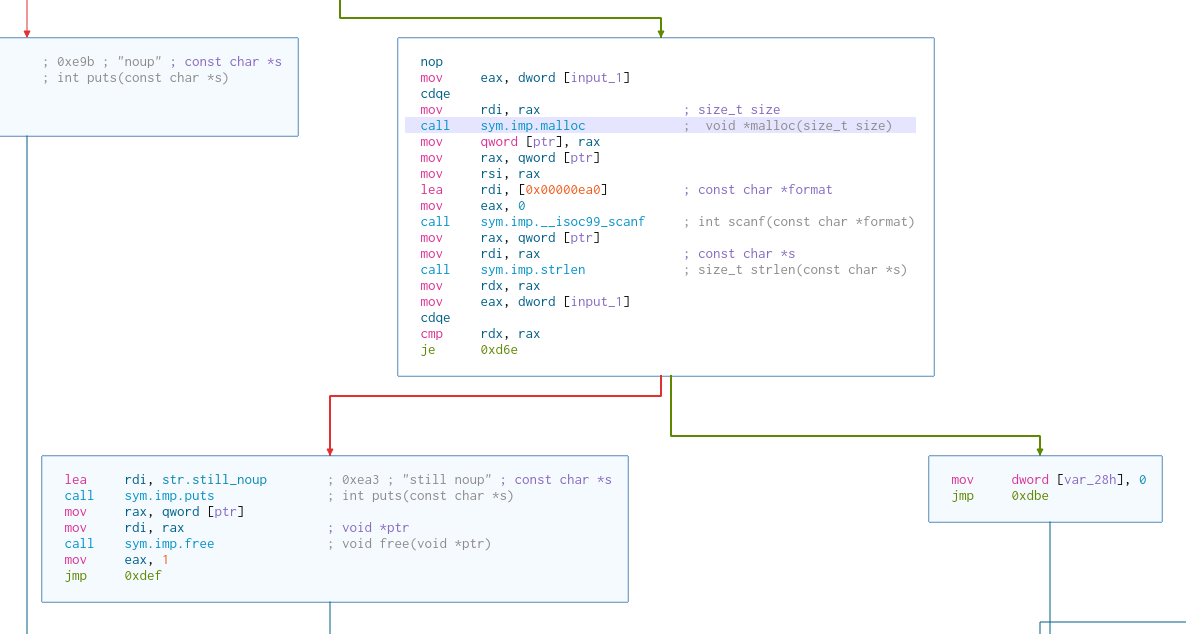 ; 0xe9b ; "noup" ; const char *s
; int puts(const char *s)
nop
mov eax, dword [input_1]
cdqe
mov rdi, rax ; size_t size
call sym.imp.malloc ;  void *malloc(size_t size)
mov qword [ptr], rax
mov rax, qword [ptr]
mov rsi, rax
lea rdi, [0x00000ea0] ; const char *format
mov eax, 0
call sym.imp.__isoc99_scanf ; int scanf(const char *format)
mov rax, qword [ptr]
mov rdi, rax ; const char *s
call sym.imp.strlen ; size_t strlen(const char *s)
mov rdx, rax
mov eax, dword [input_1]
cdqe
cmp rdx, rax
je 0xd6e
lea rdi, str.still_noup ; 0xea3 ; "still noup" ; const char *s
call sym.imp.puts ; int puts(const char *s)
mov rax, qword [ptr]
mov rdi, rax ; void *ptr
call sym.imp.free ; void free(void *ptr)
mov eax, 1
jmp 0xdef
mov dword [var_28h], 0
jmp 0xdbe